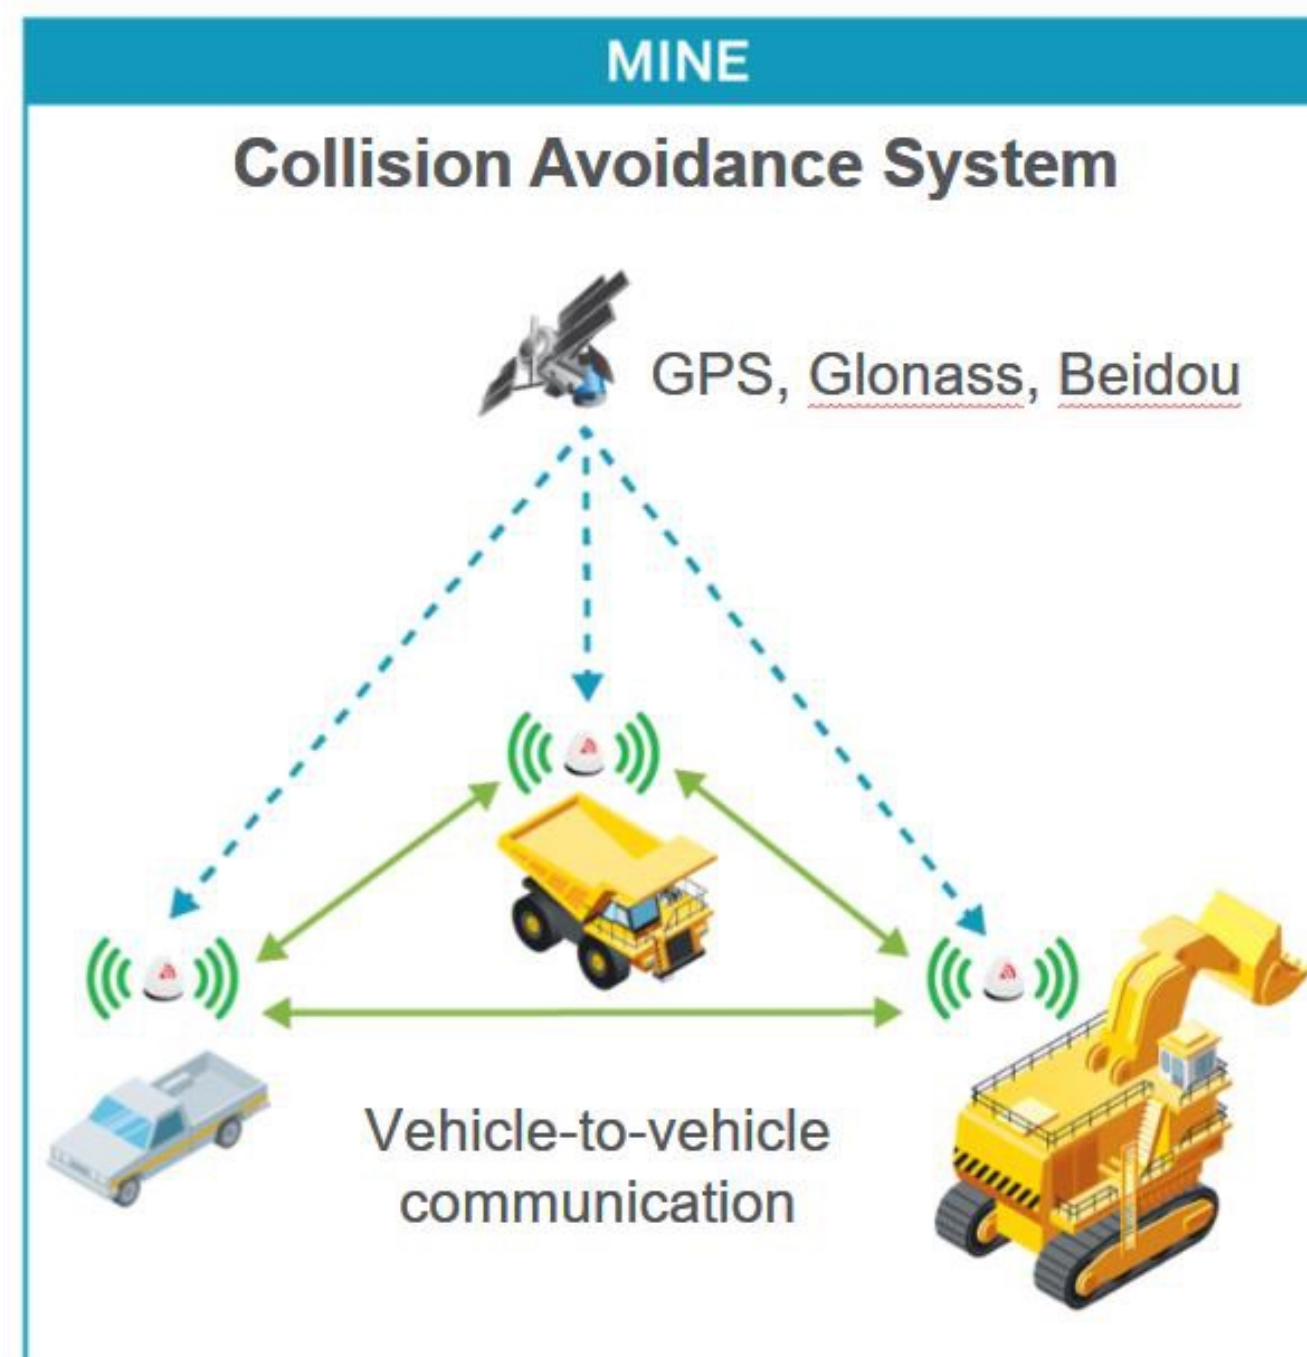 MINE
Collision Avoidance System
GPS, Glonass, Beidou
Vehicle-to-vehicle
communication